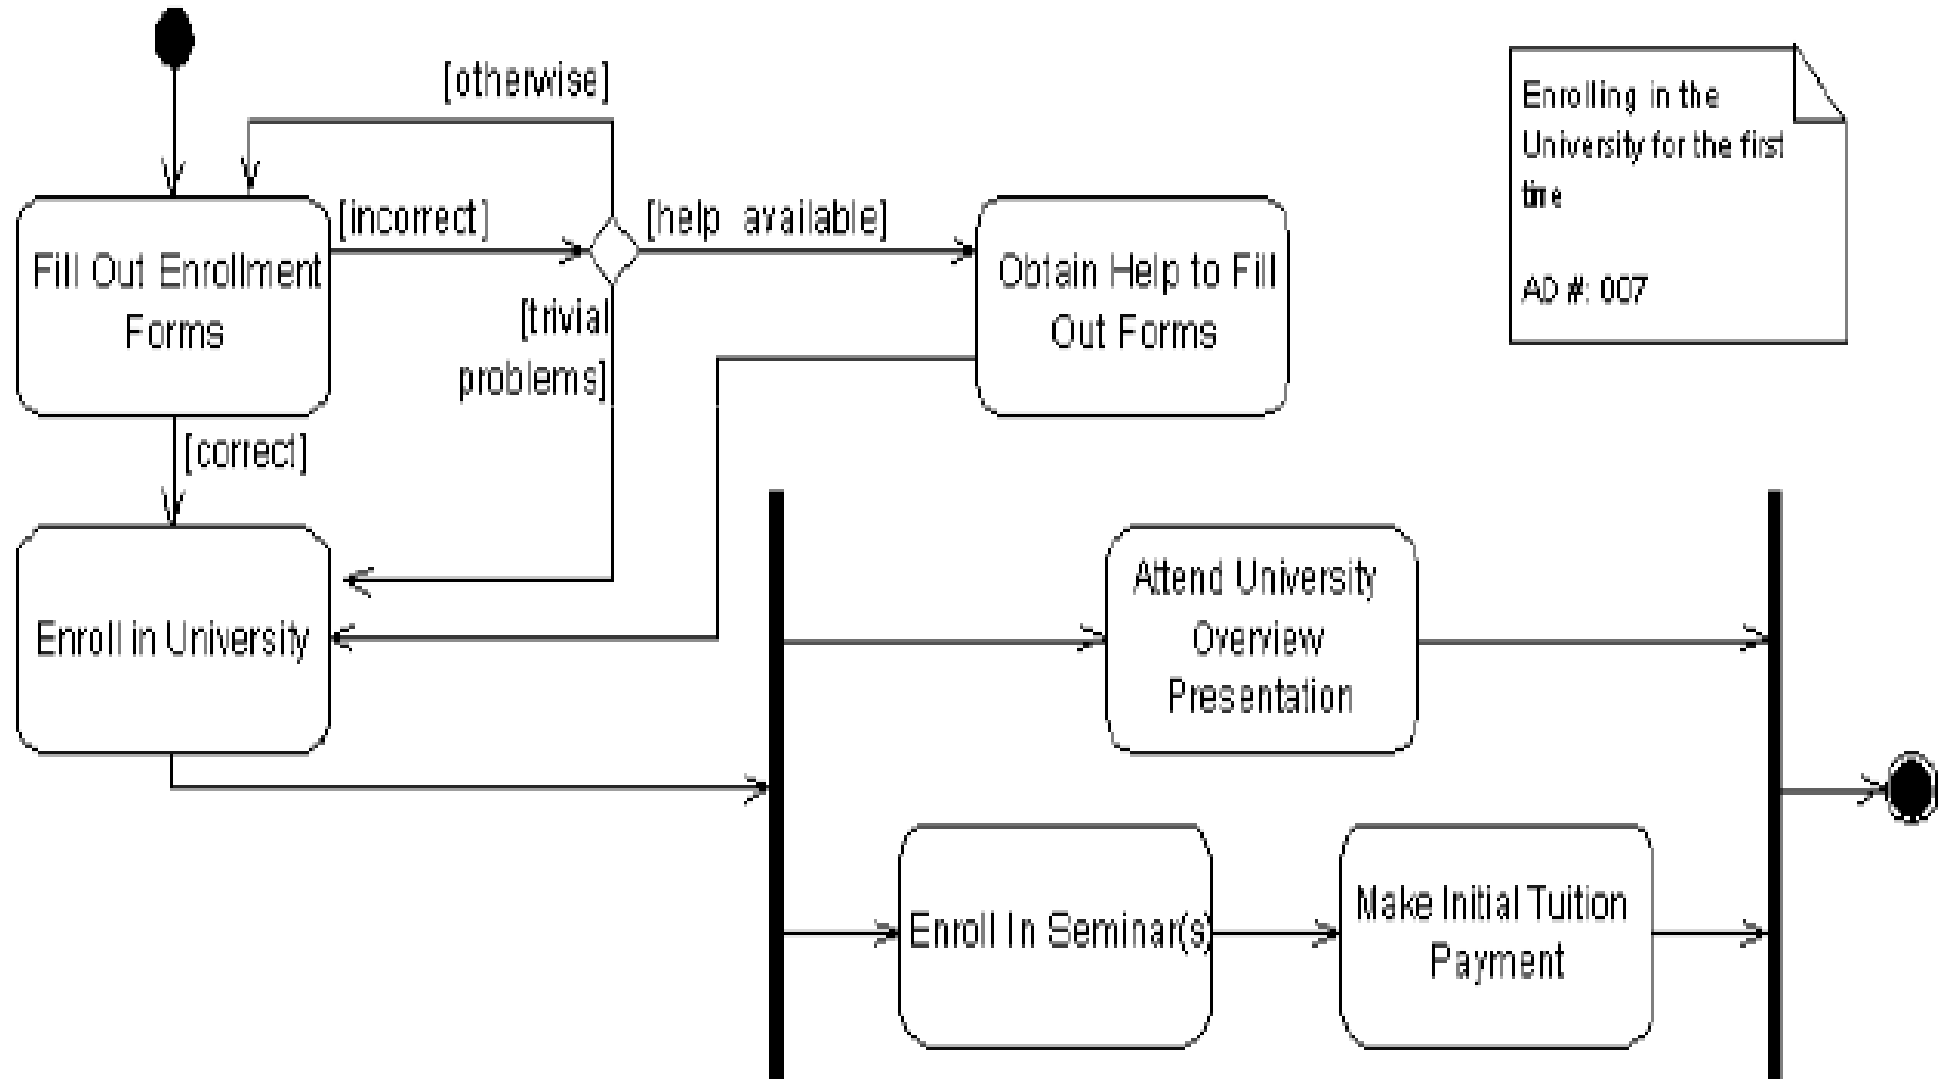 [otherwise]
Enrolling in the
University for the first
time
AD #: 007
[incorrect]
[help available]
Fill Out Enrollment
Forms
Obtain Help to Fill
Out Forms
[trivial
problems]
[correct]
Enroll in University
Attend University
Overview
Presentation
Enroll In Seminar(s)
Make Initial Tuition
Payment